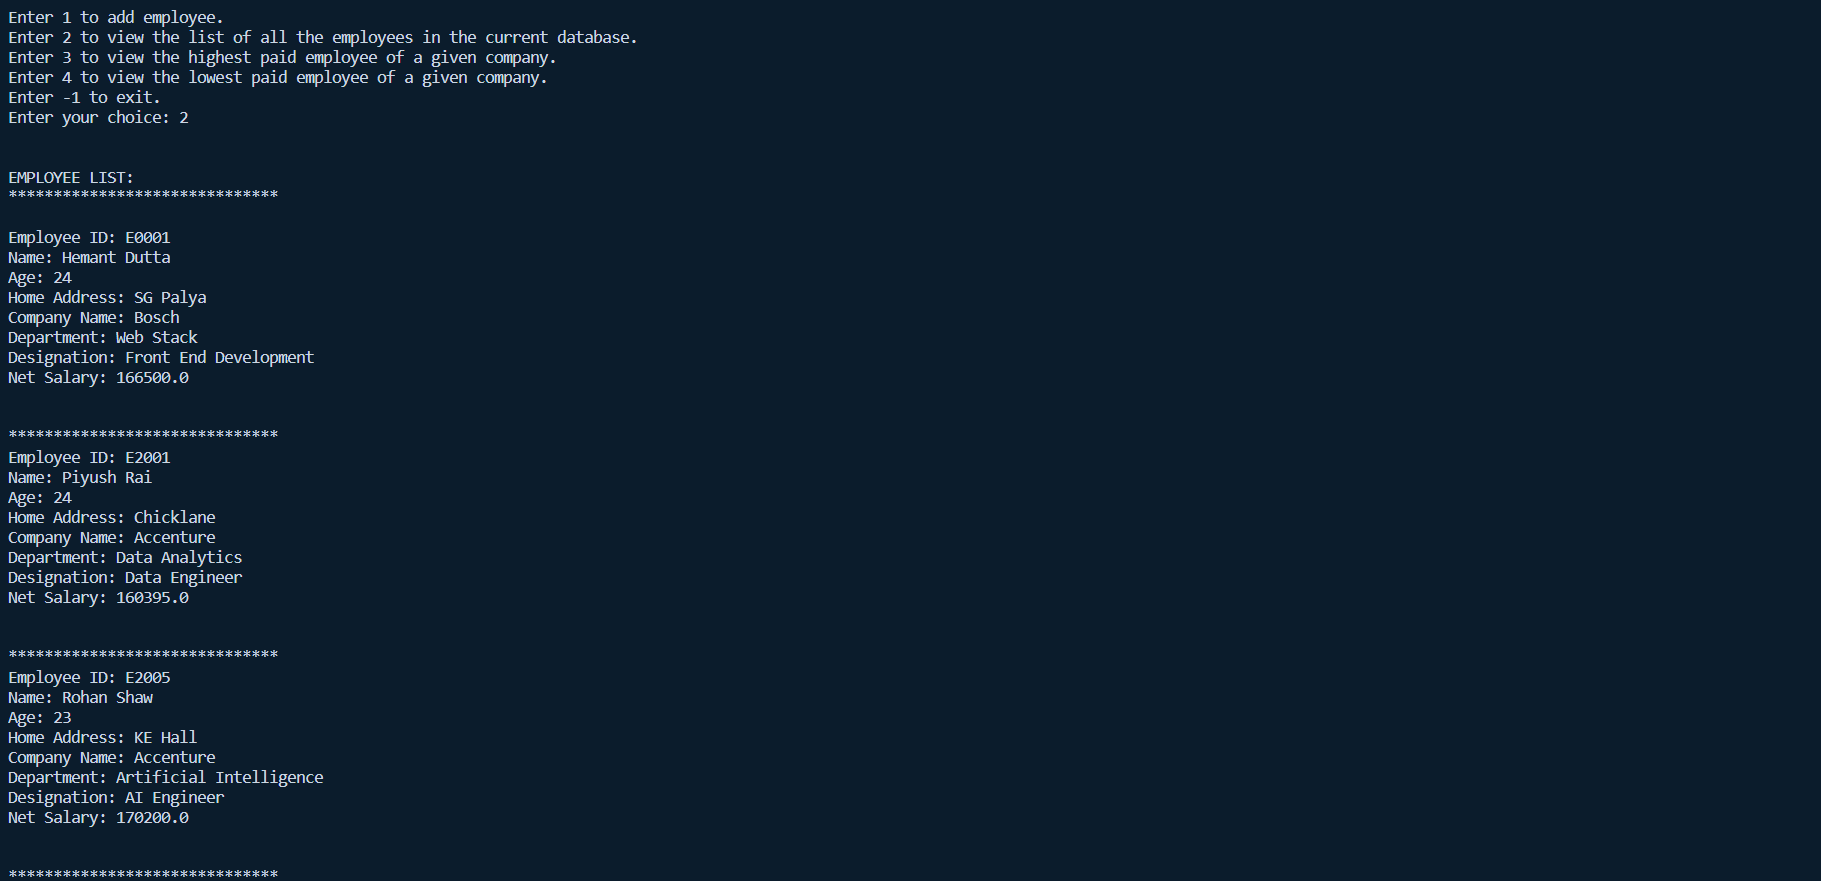 Enter 1 to add employee.
Enter 2 to view the list of all the employees in the current database.
Enter 3 to view the highest paid employee of a given company.
Enter 4 to view the lowest paid employee of a given company.
Enter -1 to exit.
Enter your choice: 2
EMPLOYEE LIST:
******************************
Employee ID: E0001
Name: Hemant Dutta
Age: 24
Home Address: SG Palya
Company Name: Bosch
Department: Web Stack
Designation: Front End Development
Net Salary: 166500.0
******************************
Employee ID: E2001
Name: Piyush Rai
Age: 24
Home Address: Chicklane
Company Name: Accenture
Department: Data Analytics
Designation: Data Engineer
Net Salary: 160395.0
******************************
Employee ID: E2005
Name: Rohan Shaw
Age: 23
Home Address: KE Hall
Company Name: Accenture
Department: Artificial Intelligence
Designation: AI Engineer
Net Salary: 170200.0
******************************